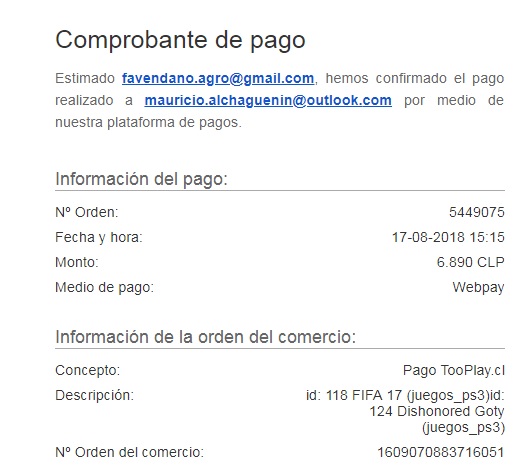 Comprobante de pago
Estimado favendano.agro@gmail.com, hemos confirmado el pago
realizado a mauricio.alchaguenin@outlook.com por medio de
nuestra plataforma de pagos.
Información del pago:
Nº Orden: 5449075
Fecha y hora: 17-08-2018 15:15
Monto: 6.890 CLP
Medio de pago: Webpay
Información de la orden del comercio:
Concepto: Pago TooPlay.cl
Descripción: id: 118 FIFA 17 (juegos_ps3)id:
124 Dishonored Goty
(juegos_ps3)
Nº Orden del comercio: 1609070883716051